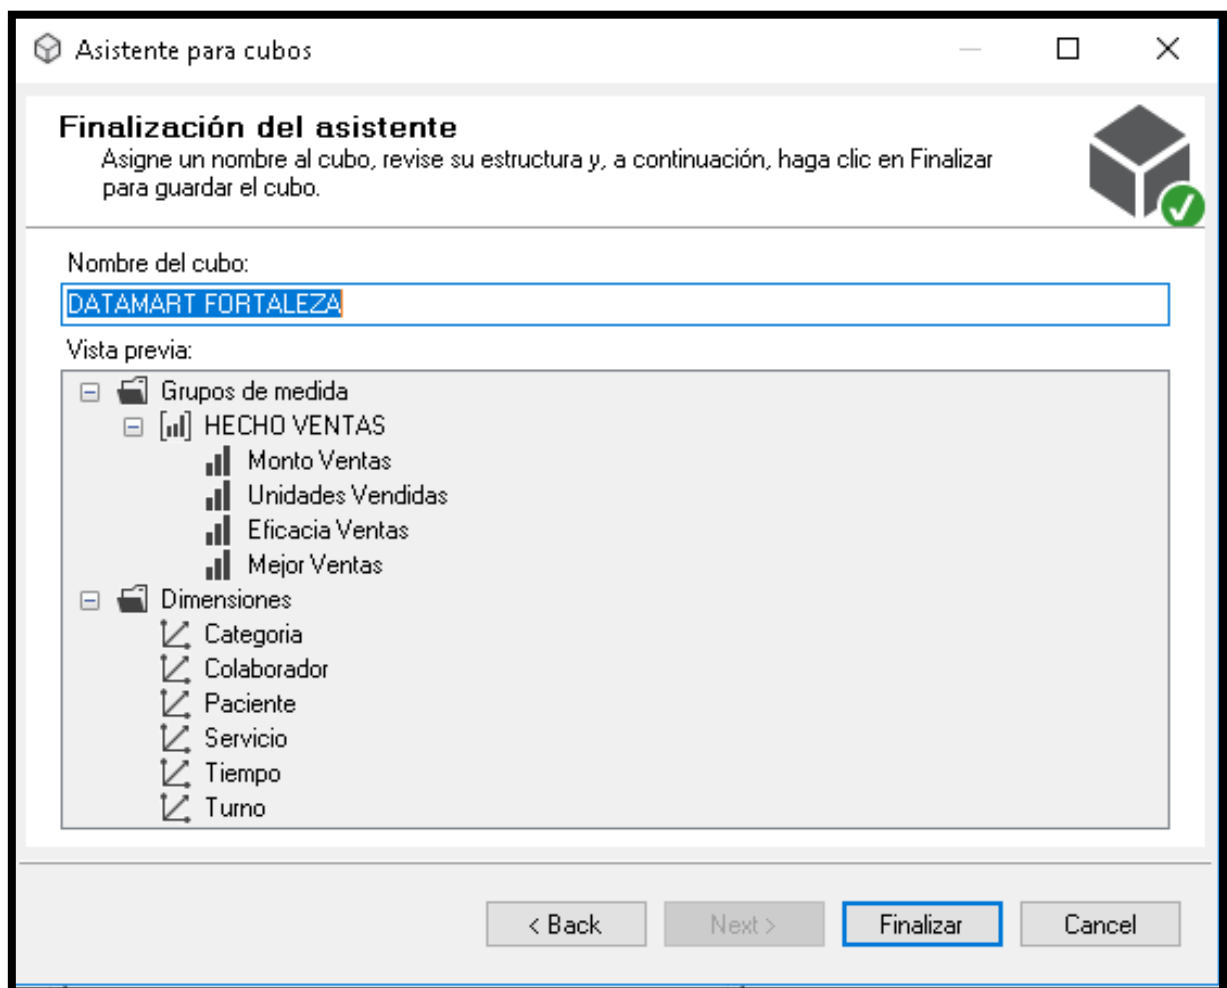 Asistente para cubos
Finalización del asistente
Asigne un nombre al cubo, revise su estructura y, a continuación, haga clic en Finalizar
para guardar el cubo.
Nombre del cubo:
DATAMART FORTALEZA
Vista previa:
Grupos de medida
HECHO VENTAS
Monto Ventas
Unidades Vendidas
Eficacia Ventas
Mejor Ventas
Dimensiones
Categoria
Colaborador
Paciente
Servicio
Tiempo
Turno
< Back Next > Finalizar Cancel